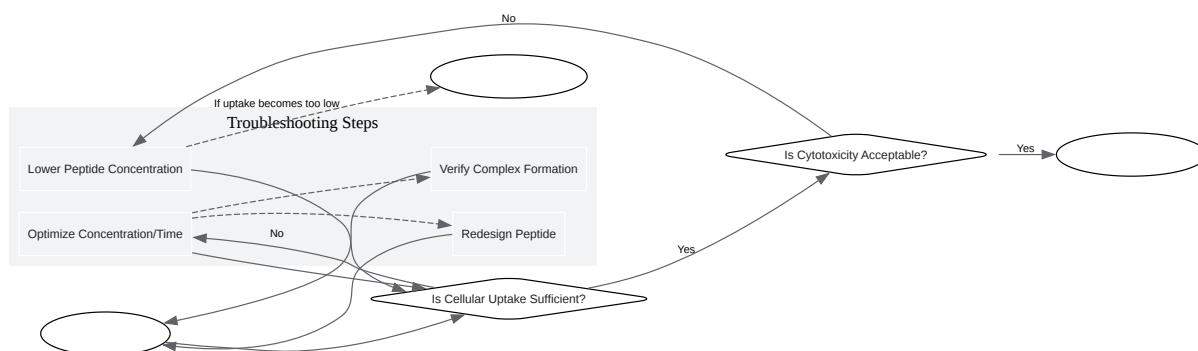 No
If uptake becomes too low
Troubleshooting Steps
Lower Peptide Concentration
Verify Complex Formation
Is Cytotoxicity Acceptable?
Yes
Optimize Concentration/Time
No
Redesign Peptide
Yes
Is Cellular Uptake Sufficient?